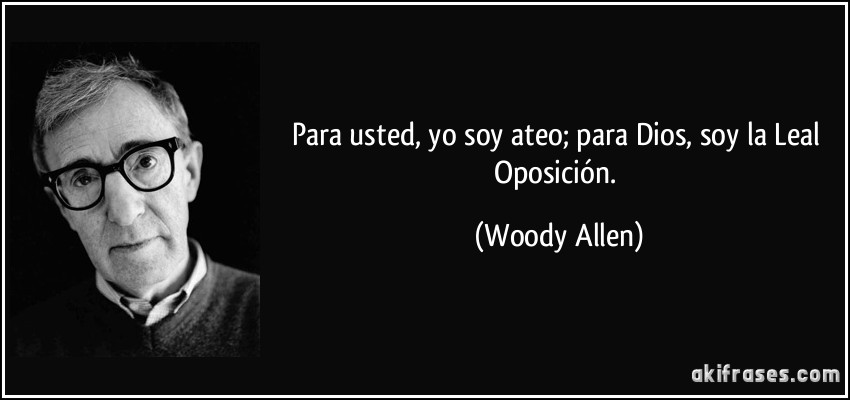 Para usted, yo soy ateo; para Dios, soy la Leal
Oposición.
(Woody Allen)
akifrases.com